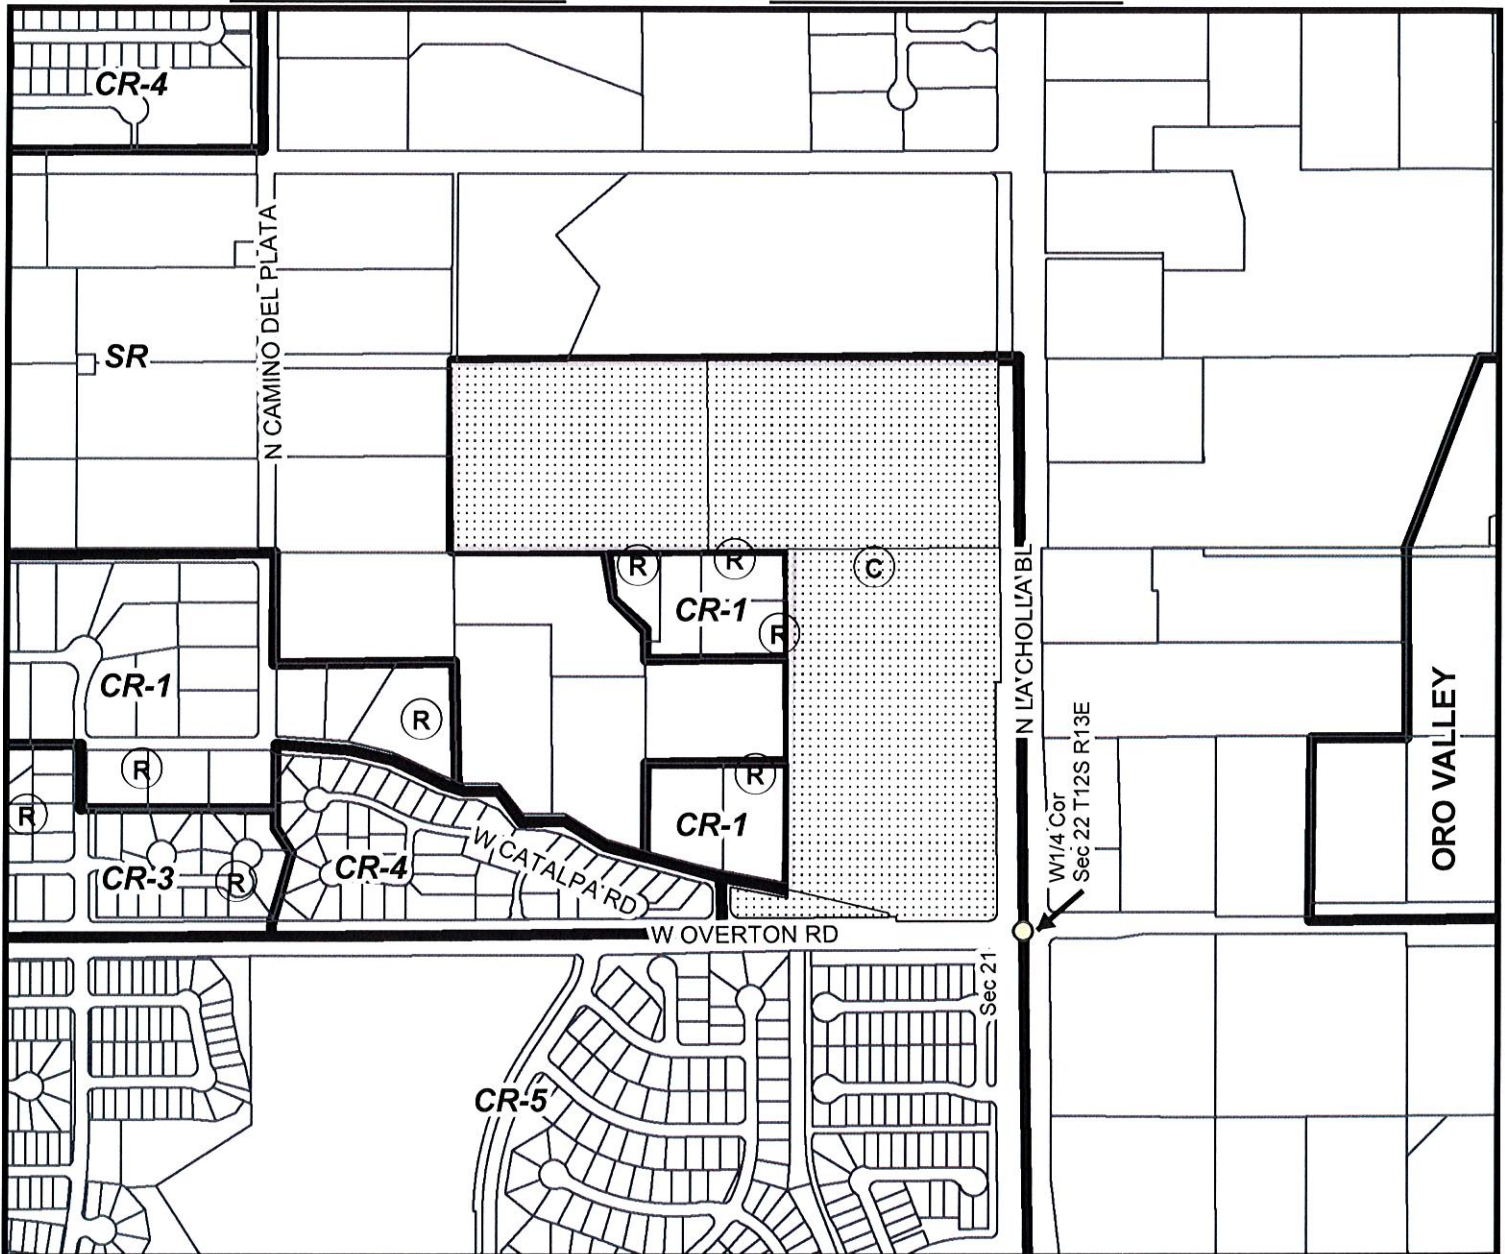 CR-4
N CAMINO DEL PLATA
SR
R
R
C
CR-1
R
N LA CHOLLA BL
CR-1
R
ORO VALLEY
W1/4 Cor
Sec 22 T12S R13E
R
R
R
CR-1
CR-3
R
CR-4
W CATALPA RD
W OVERTON RD
Sec 21
CR-5